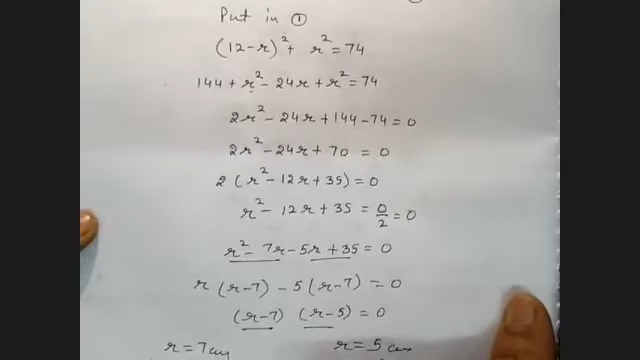 Put in ①
(12-r)² + r² = 74
144 + r² - 24r + r² = 74
2r² - 24r + 144 - 74 = 0
2r² - 24r + 70 = 0
2 (r² - 12r + 35) = 0
r² - 12r + 35 = 0/2 = 0
r² - 7r - 5r + 35 = 0
r (r-7) - 5 (r-7) = 0
(r-7) (r-5) = 0
r = 7cm r = 5 cm